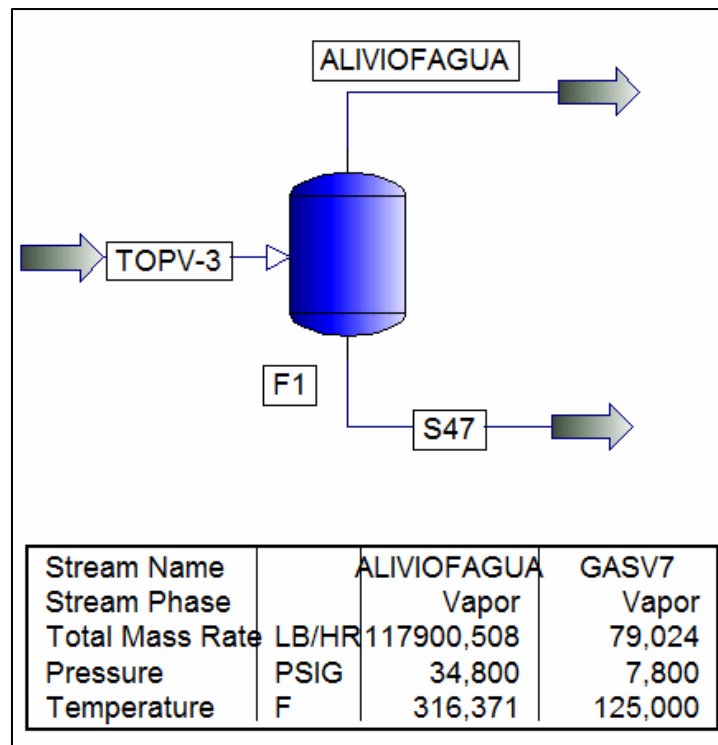 ALIVIOFAGUA
TOPV-3
F1
S47
Stream Name ALIVIOFAGUA GASV7
Stream Phase Vapor Vapor
Total Mass Rate LB/HR 117900,508 79,024
Pressure PSIG 34,800 7,800
Temperature F 316,371 125,000